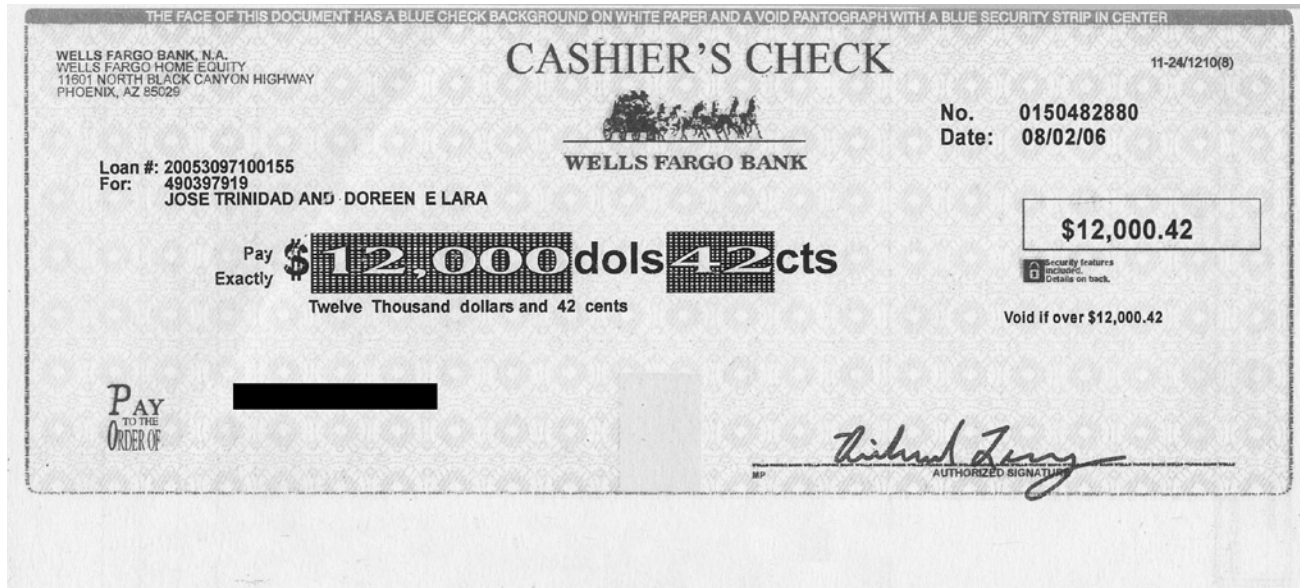 THE FACE OF THIS DOCUMENT HAS A BLUE CHECK BACKGROUND ON WHITE PAPER AND A VOID PANTOGRAPH WITH A BLUE SECURITY STRIP IN CENTER
WELLS FARGO BANK, N.A.
WELLS FARGO HOME EQUITY
11601 NORTH BLACK CANYON HIGHWAY
PHOENIX, AZ 85029
CASHIER'S CHECK
11-24/1210(8)
WELLS FARGO BANK
No. 0150482880
Date: 08/02/06
Loan #: 20053097100155
For: 490397919
JOSE TRINIDAD AND DOREEN E LARA
$12,000.42
Pay Exactly $12,000dols42cts
Security features
included.
Details on back.
Twelve Thousand dollars and 42 cents
Void if over $12,000.42
PAY
TO THE
ORDER OF
MP
AUTHORIZED SIGNATURE